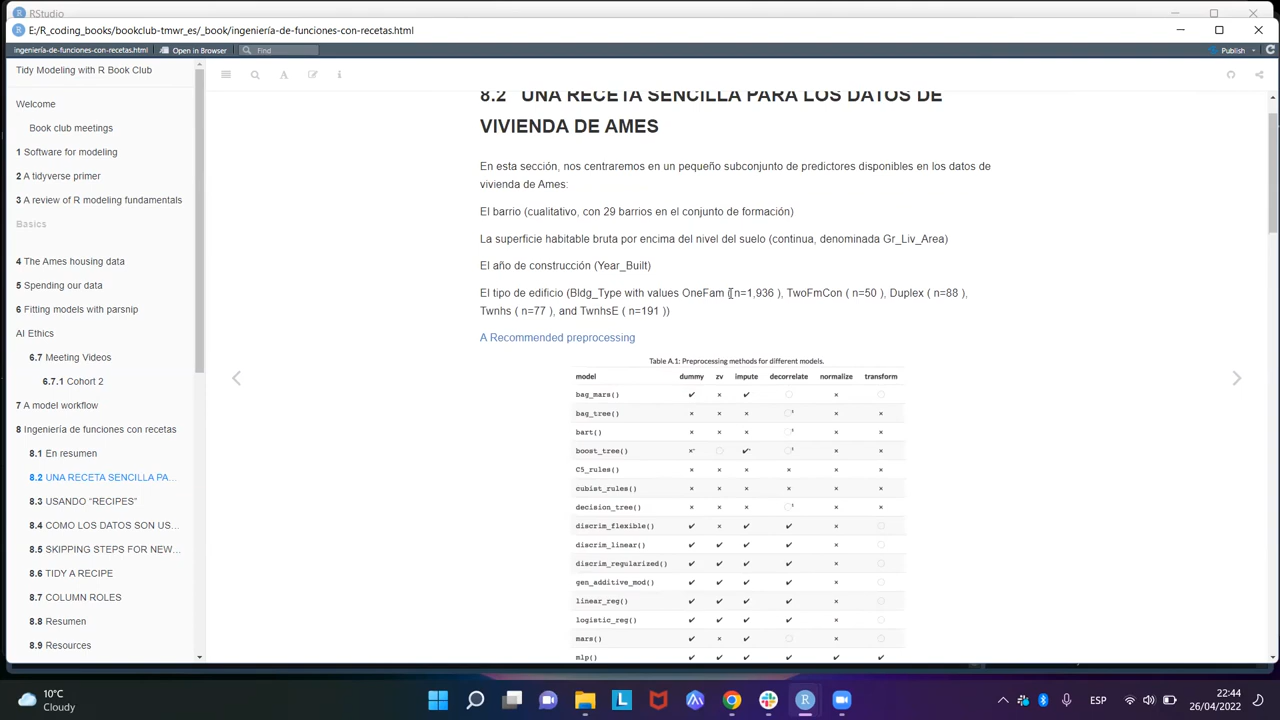 RStudio
E:/R_coding_books/bookclub-tmwr_es/_book/ingeniería-de-funciones-con-recetas.html
ingeniería-de-funciones-con-recetas.html
Open in Browser
Find
Publish
Tidy Modeling with R Book Club
Welcome
Book club meetings
1 Software for modeling
2 A tidyverse primer
3 A review of R modeling fundamentals
Basics
4 The Ames housing data
5 Spending our data
6 Fitting models with parsnip
AI Ethics
6.7 Meeting Videos
6.7.1 Cohort 2
7 A model workflow
8 Ingeniería de funciones con recetas
8.1 En resumen
8.2 UNA RECETA SENCILLA PA...
8.3 USANDO “RECIPES”
8.4 COMO LOS DATOS SON US...
8.5 SKIPPING STEPS FOR NEW...
8.6 TIDY A RECIPE
8.7 COLUMN ROLES
8.8 Resumen
8.9 Resources
8.2 UNA RECETA SENCILLA PARA LOS DATOS DE
VIVIENDA DE AMES
En esta sección, nos centraremos en un pequeño subconjunto de predictores disponibles en los datos de
vivienda de Ames:
El barrio (cualitativo, con 29 barrios en el conjunto de formación)
La superficie habitable bruta por encima del nivel del suelo (continua, denominada Gr_Liv_Area)
El año de construcción (Year_Built)
El tipo de edificio (Bldg_Type with values OneFam ( n=1,936 ), TwoFmCon ( n=50 ), Duplex ( n=88 ),
Twnhs ( n=77 ), and TwnhsE ( n=191 ))
A Recommended preprocessing
Table A.1: Preprocessing methods for different models.
model dummy zv impute decorrelate normalize transform
bag_mars() ✔ × ✔ ◌ × ◌
bag_tree() × × × ◌¹ × ×
bart() × × × ◌¹ × ×
boost_tree() ×⁺ ◌ ✔⁺ ◌¹ × ×
C5_rules() × × × × × ×
cubist_rules() × × × × × ×
decision_tree() × × × ◌¹ × ×
discrim_flexible() ✔ × ✔ ✔ × ◌
discrim_linear() ✔ ✔ ✔ ✔ × ◌
discrim_regularized() ✔ ✔ ✔ ✔ × ◌
gen_additive_mod() ✔ ✔ ✔ ✔ × ◌
linear_reg() ✔ ✔ ✔ ✔ × ◌
logistic_reg() ✔ ✔ ✔ ✔ × ◌
mars() ✔ × ✔ ◌ × ◌
mlp() ✔ ✔ ✔ ✔ ✔ ✔
10°C
Cloudy
ESP
22:44
26/04/2022